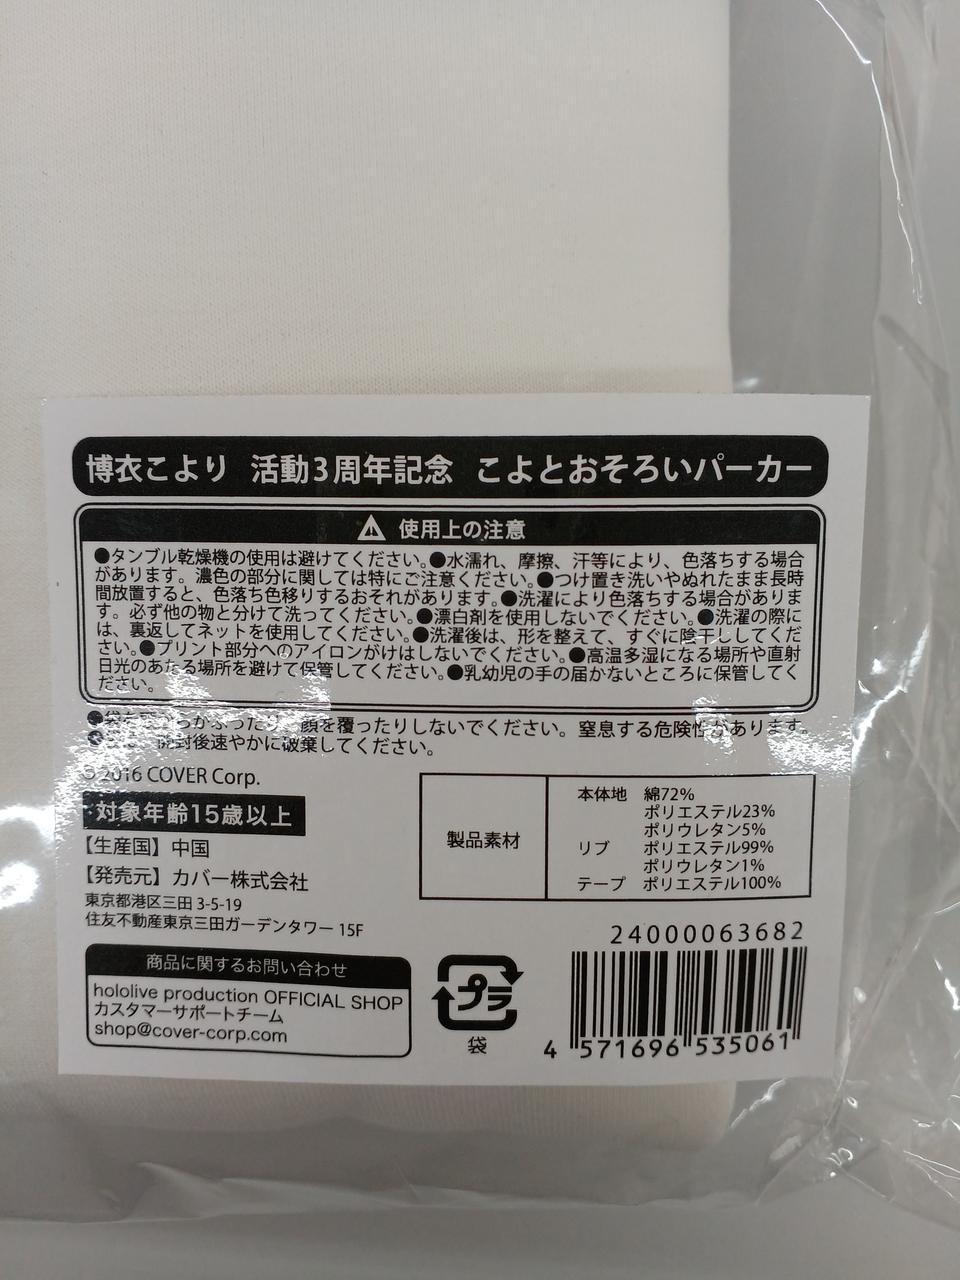 博衣こより 活動3周年記念 こよとおそろいパーカー
使用上の注意
●タンブル乾燥機の使用は避けてください。●水濡れ、摩擦、汗等により、色落ちする場合
があります。濃色の部分に関しては特にご注意ください。●つけ置き洗いやぬれたまま長時
間放置すると、色落ち色移りするおそれがあります。●洗濯により色落ちする場合がありま
す。必ず他の物と分けて洗ってください。●漂白剤を使用しないでください。●洗濯の際に
は、裏返してネットを使用してください。●洗濯後は、形を整えて、すぐに陰干ししてくだ
さい。●プリント部分へのアイロンがけはしないでください。●高温多湿になる場所や直射
日光のあたる場所を避けて保管してください。●乳幼児の手の届かないところに保管してく
ださい。
●袋を からかぶったり、顔を覆ったりしないでください。窒息する危険性があります。
● 開封後速やかに破棄してください。
©2016 COVER Corp.
対象年齢15歳以上
【生産国】中国
【発売元】カバー株式会社
東京都港区三田 3-5-19
住友不動産東京三田ガーデンタワー 15F
製品素材
本体地 綿72%
ポリエステル23%
ポリウレタン5%
リブ ポリエステル99%
ポリウレタン1%
テープ ポリエステル100%
商品に関するお問い合わせ
hololive production OFFICIAL SHOP
カスタマーサポートチーム
shop@cover-corp.com
プラ
袋
24000063682
4 571696 535061